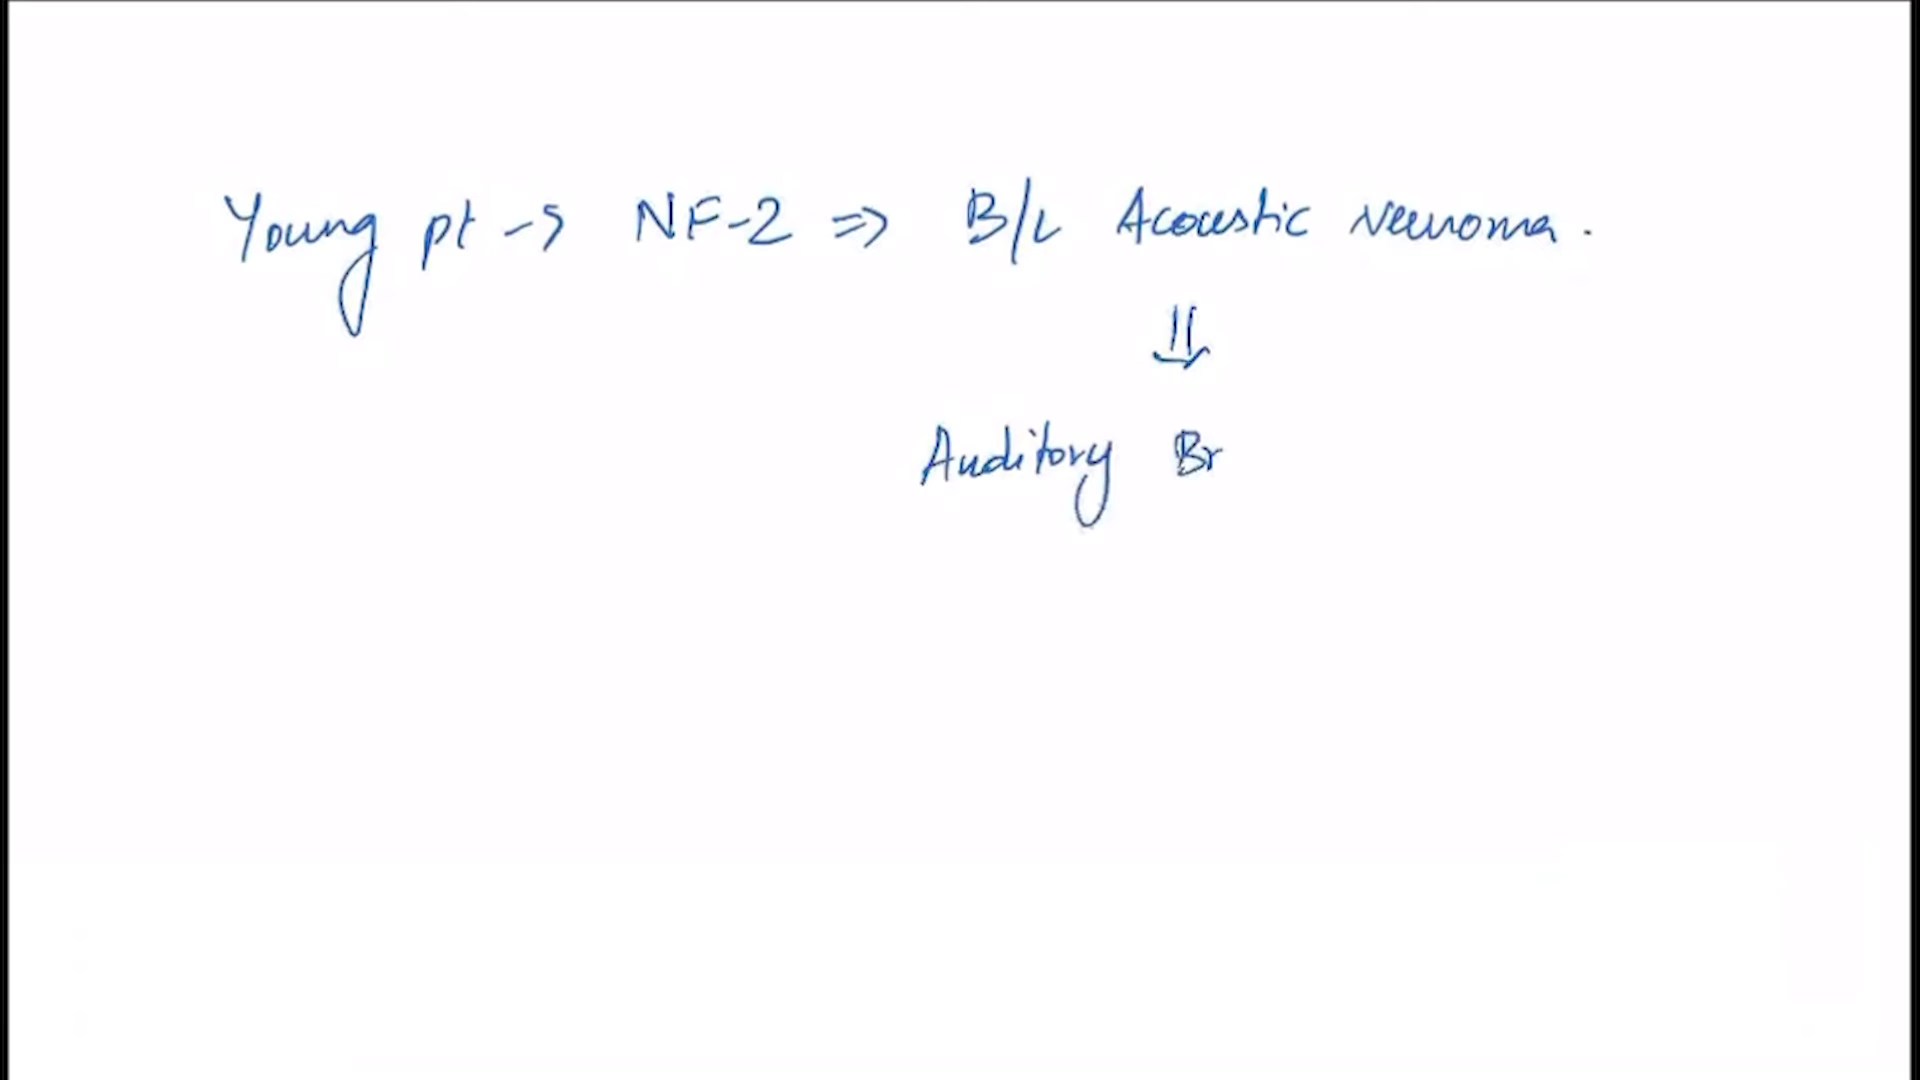 Young pt → NF-2 ⇒ B/L Acoustic Neuroma.
⇓
Auditory Br